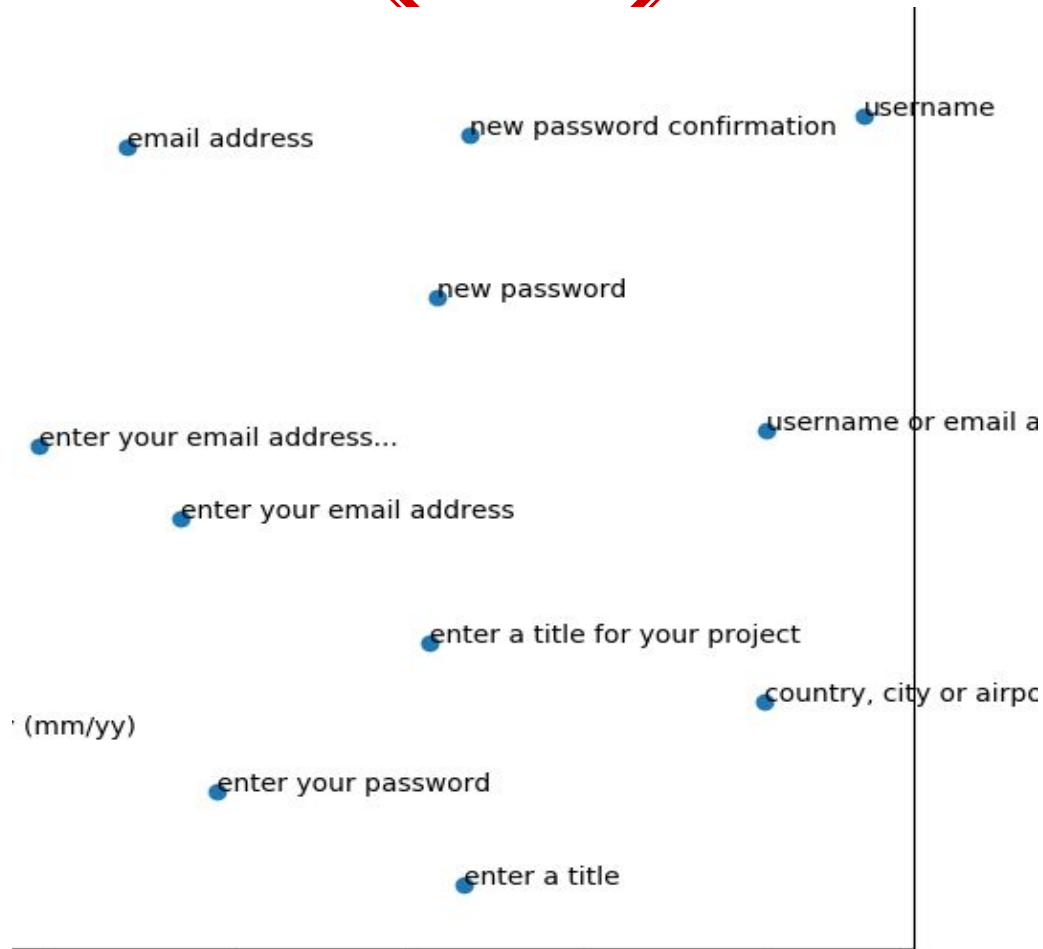 username
new password confirmation
email address
new password
username or email a
enter your email address...
enter your email address
enter a title for your project
country, city or airpo
(mm/yy)
enter your password
enter a title